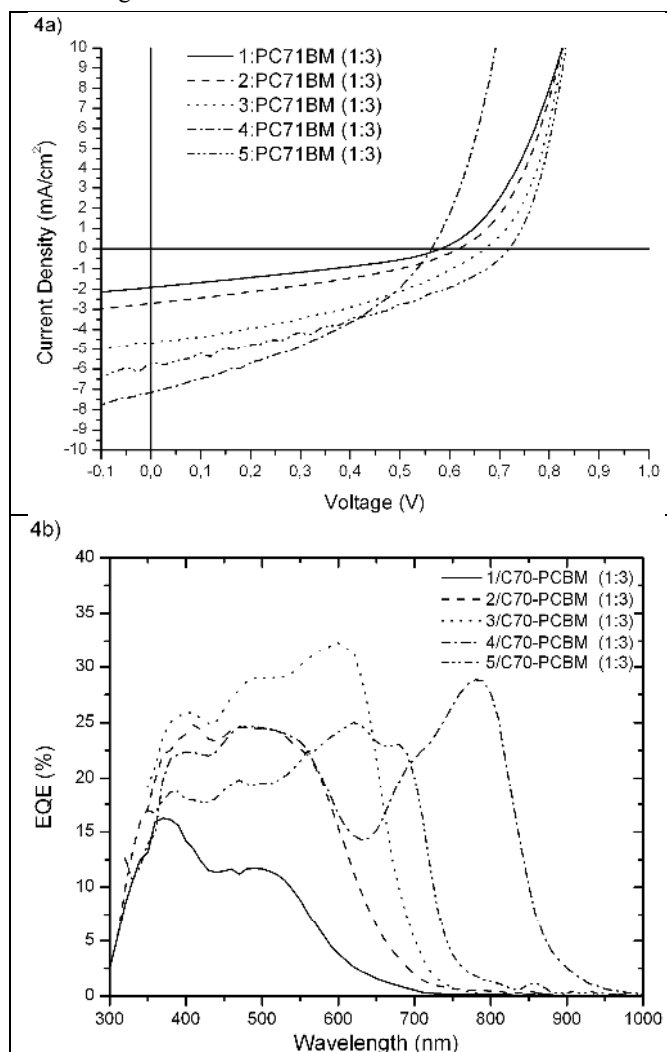 4a)
1:PC71BM (1:3)
2:PC71BM (1:3)
3:PC71BM (1:3)
4:PC71BM (1:3)
5:PC71BM (1:3)
Current Density (mA/cm²)
10
9
8
7
6
5
4
3
2
1
0
-1
-2
-3
-4
-5
-6
-7
-8
-9
-10
-0.1 0,0 0,1 0,2 0,3 0,4 0,5 0,6 0,7 0,8 0,9 1,0
Voltage (V)
4b)
1/C70-PCBM (1:3)
2/C70-PCBM (1:3)
3/C70-PCBM (1:3)
4/C70-PCBM (1:3)
5/C70-PCBM (1:3)
EQE (%)
40
35
30
25
20
15
10
5
0
300 400 500 600 700 800 900 1000
Wavelength (nm)